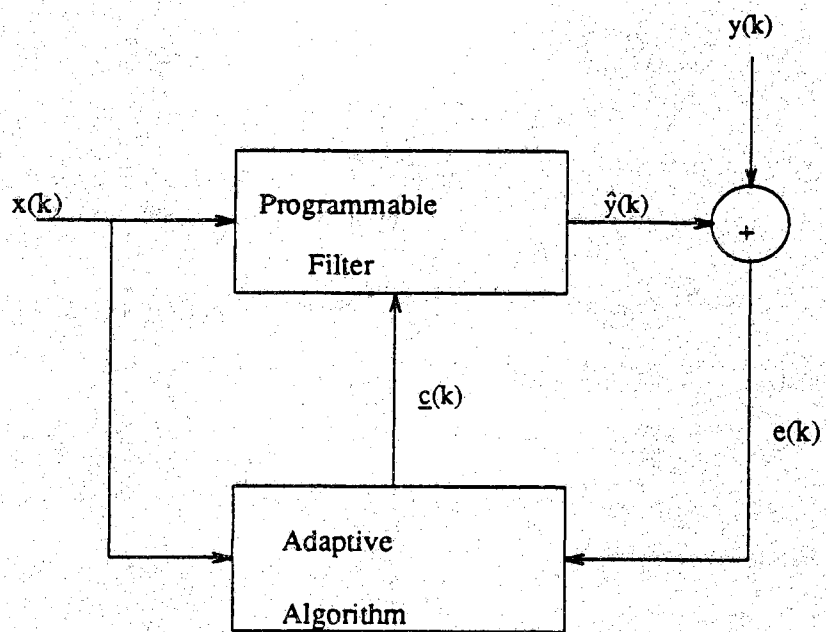 y(k)
x(k)
Programmable
Filter
ŷ(k)
+
c̲(k)
e(k)
Adaptive
Algorithm